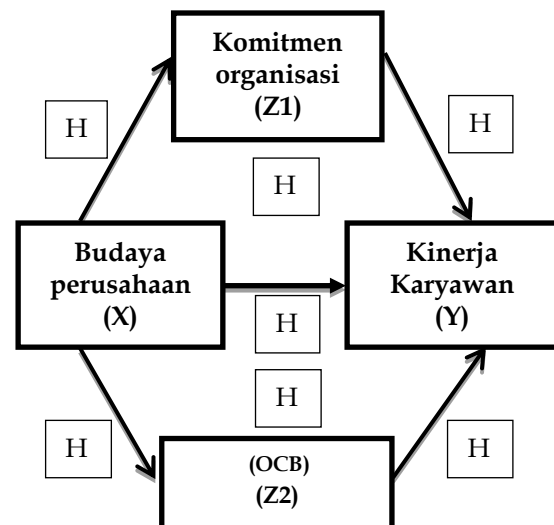 Komitmen
organisasi
(Z1)
H
H
H
Budaya
perusahaan
(X)
Kinerja
Karyawan
(Y)
H
H
H
H
(OCB)
(Z2)